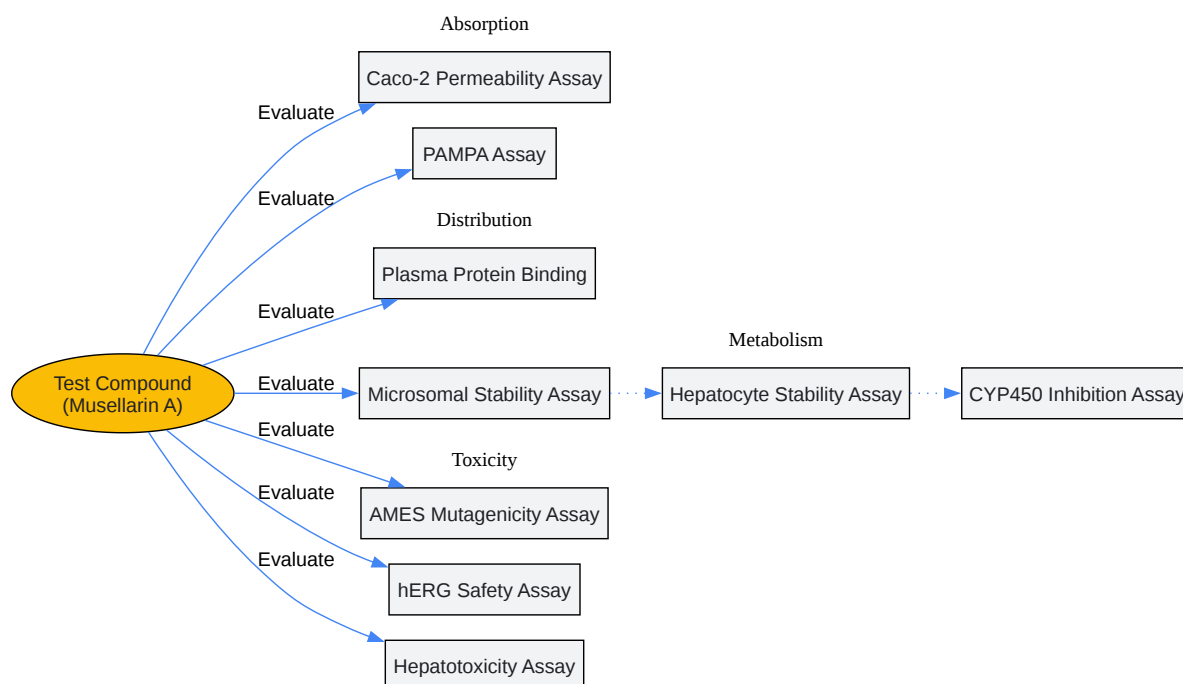 Absorption
Caco-2 Permeability Assay
Evaluate
PAMPA Assay
Evaluate
Distribution
Plasma Protein Binding
Evaluate
Metabolism
Test Compound
(Musellarin A)
Evaluate
Microsomal Stability Assay
Hepatocyte Stability Assay
CYP450 Inhibition Assay
Evaluate
Toxicity
AMES Mutagenicity Assay
Evaluate
hERG Safety Assay
Evaluate
Hepatotoxicity Assay